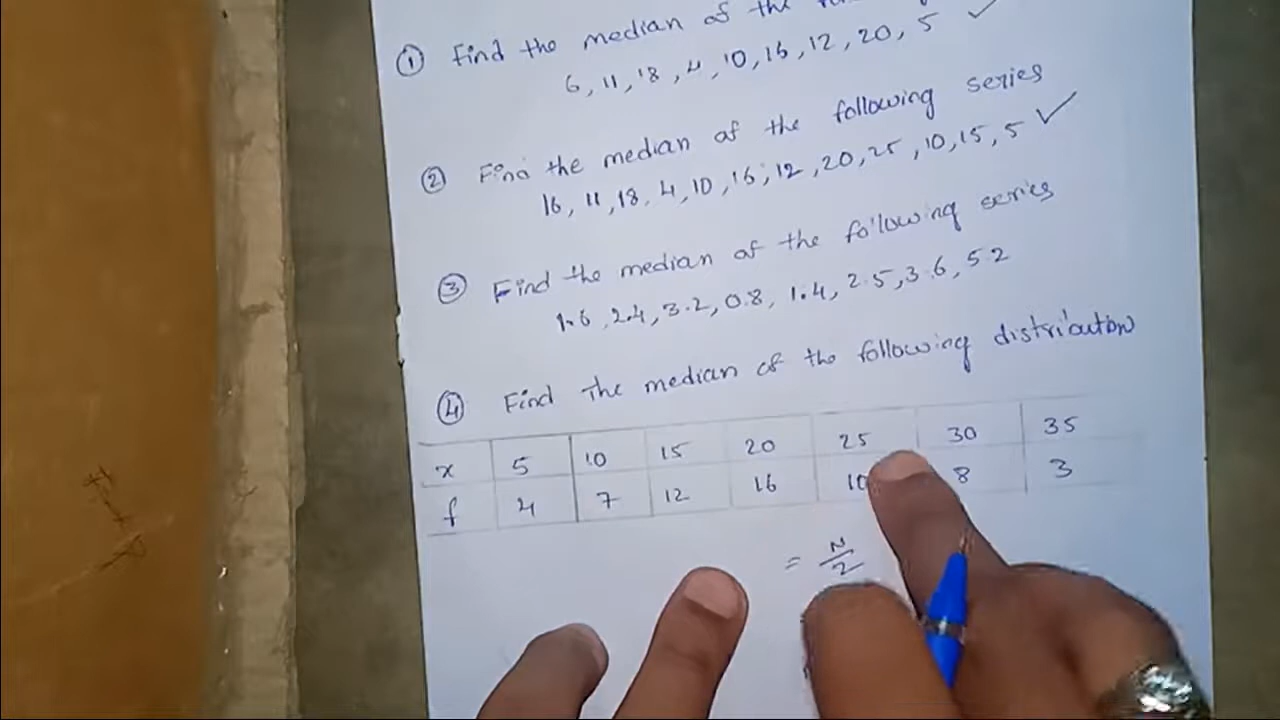 ① Find the median of the
6, 11, 18, 4, 10, 16, 12, 20, 5 ✓
② Find the median of the following series
16, 11, 18, 4, 10, 16, 12, 20, 25, 10, 15, 5 ✓
③ Find the median of the following series
1.6, 2.4, 3.2, 0.8, 1.4, 2.5, 3.6, 5.2
④ Find the median of the following distribution
x 5 10 15 20 25 30 35
f 4 7 12 16 10 8 3
= N/2